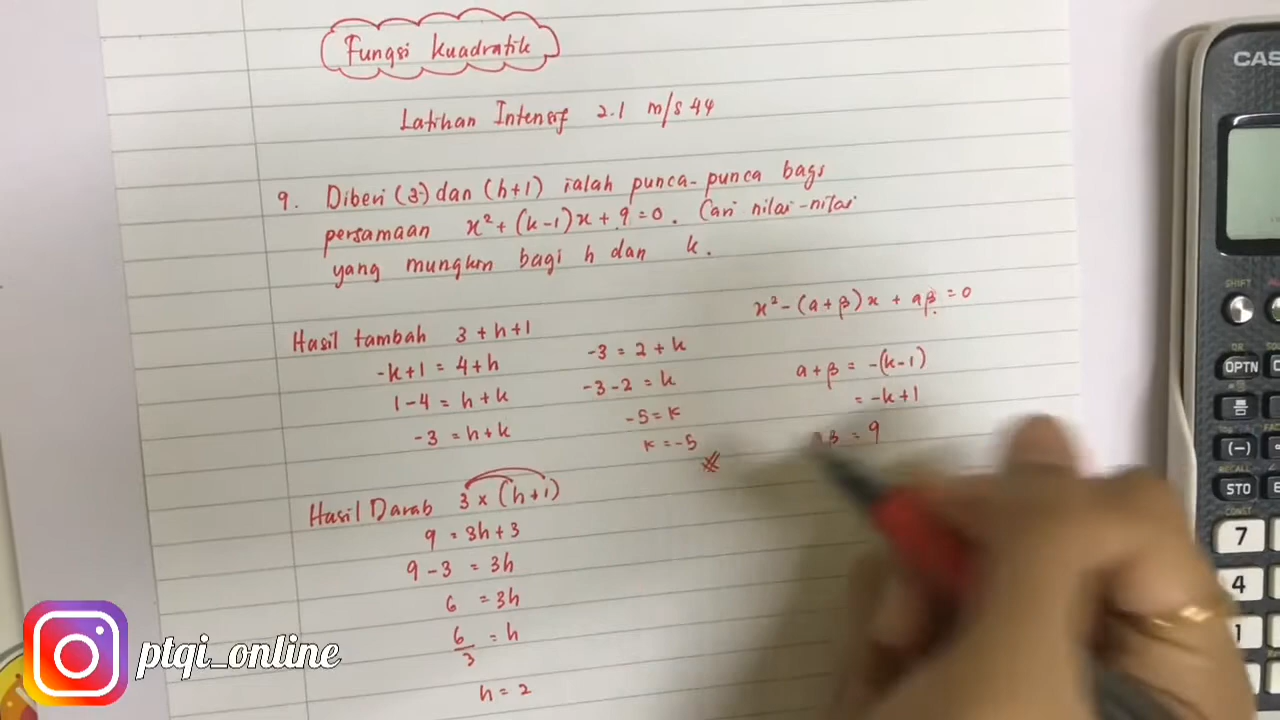 Fungsi Kuadratik
Latihan Intensif 2.1 m/s 44
9. Diberi (3) dan (h+1) ialah punca-punca bagi
persamaan x² + (k-1)x + 9 = 0. Cari nilai-nilai
yang mungkin bagi h dan k.
Hasil tambah 3 + h + 1
-k+1 = 4+h
1-4 = h+k
-3 = h+k
-3 = 2+k
-3-2 = k
-5 = k
k = -5
x² - (α+β)x + αβ = 0
α+β = -(k-1)
= -k+1
β = 9
Hasil Darab 3 × (h+1)
9 = 3h+3
9-3 = 3h
6 = 3h
6/3 = h
h = 2
ptqi_online
CAS
SHIFT
OPTN
(-)
RECALL
STO
CONST
7
4
1